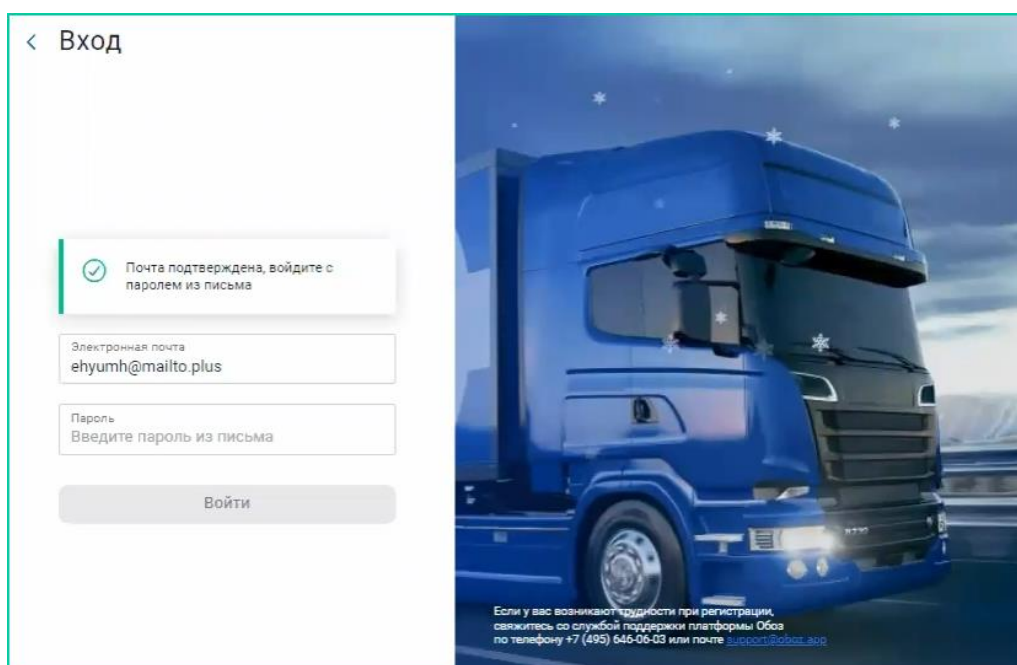 Вход
Почта подтверждена, войдите с
паролем из письма
Электронная почта
ehyumh@mailto.plus
Пароль
Введите пароль из письма
Войти
R730
Если у вас возникают трудности при регистрации,
свяжитесь со службой поддержки платформы Обоз
по телефону +7 (495) 646-06-03 или почте support@oboz.app